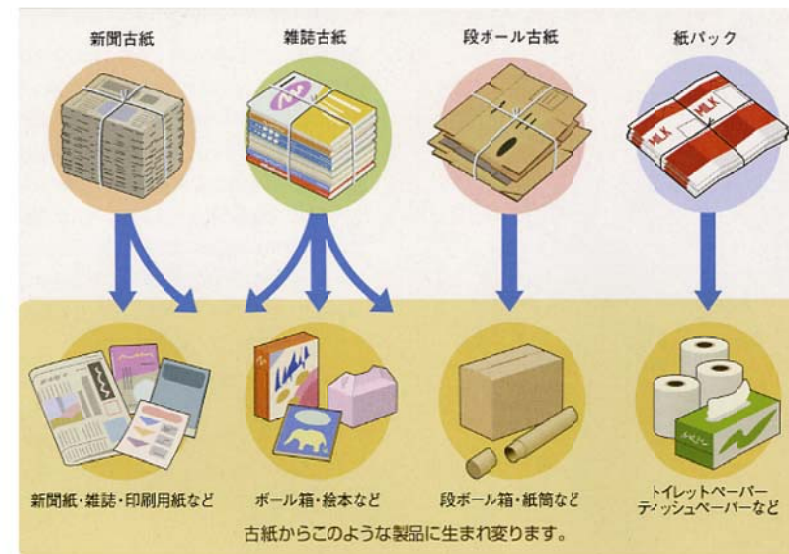 新聞古紙
雑誌古紙
段ボール古紙
紙パック
MILK
MILK
新聞紙・雑誌・印刷用紙など
ボール箱・絵本など
段ボール箱・紙筒など
トイレットペーパー
ティッシュペーパーなど
古紙からこのような製品に生まれ変ります。